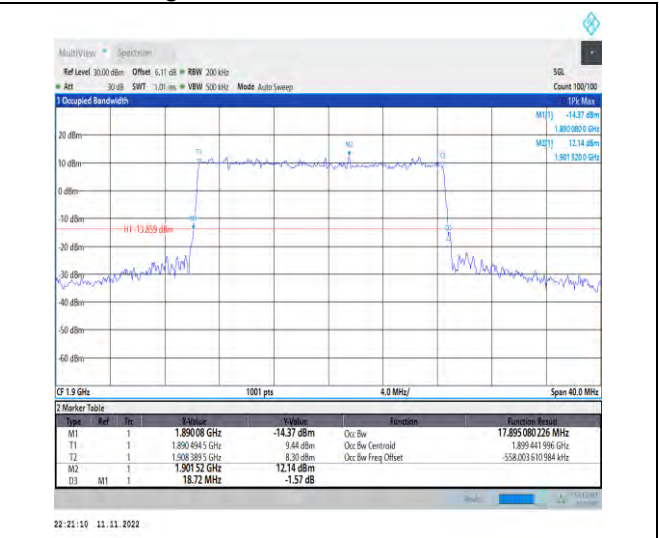 MultiView Spectrum
Ref Level 30.00 dBm Offset 6.11 dB RBW 200 kHz SGL
Att 30 dB SWT 1.01 ms VBW 500 kHz Mode Auto Sweep Count 100/100
1 Occupied Bandwidth 1Pk Max
M1[1] -14.37 dBm
1.890 080 0 GHz
M2[1] 12.14 dBm
1.901 520 0 GHz
20 dBm
10 dBm
0 dBm
-10 dBm
H1 -13.859 dBm
-20 dBm
-30 dBm
-40 dBm
-50 dBm
-60 dBm
T1
M2
T2
M1
D3
CF 1.9 GHz 1001 pts 4.0 MHz/ Span 40.0 MHz
2 Marker Table
Type Ref Trc X-Value Y-Value Function Function Result
M1 1 1.890 08 GHz -14.37 dBm Occ Bw 17.895 080 226 MHz
T1 1 1.890 494 5 GHz 9.44 dBm Occ Bw Centroid 1.899 441 996 GHz
T2 1 1.908 389 5 GHz 8.30 dBm Occ Bw Freq Offset -558.003 610 984 kHz
M2 1 1.901 52 GHz 12.14 dBm
D3 M1 1 18.72 MHz -1.57 dB
22:21:10 11.11.2022